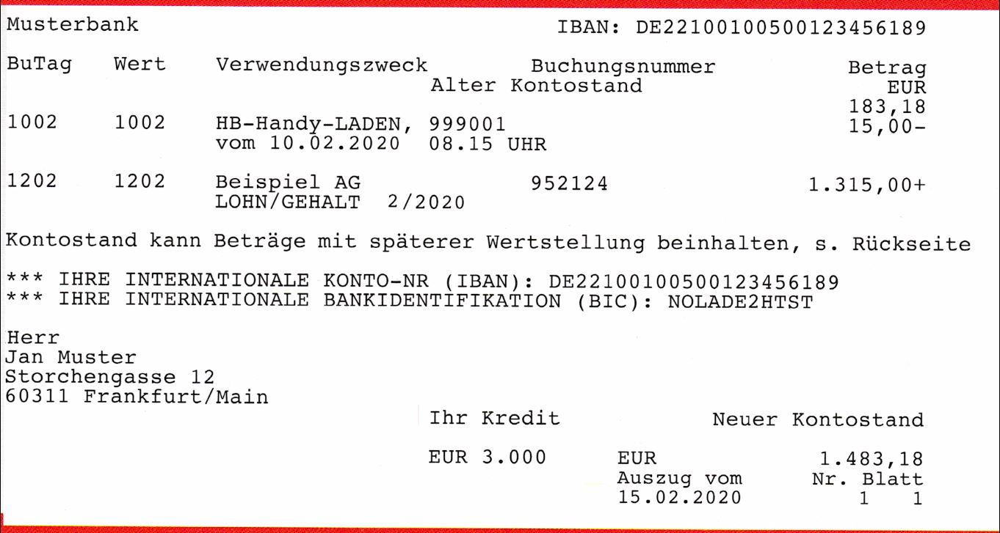 Musterbank IBAN: DE22100100500123456189
BuTag Wert Verwendungszweck Buchungsnummer Betrag
Alter Kontostand EUR
183,18
1002 1002 HB-Handy-LADEN, 999001 15,00-
vom 10.02.2020 08.15 UHR
1202 1202 Beispiel AG 952124 1.315,00+
LOHN/GEHALT 2/2020
Kontostand kann Beträge mit späterer Wertstellung beinhalten, s. Rückseite
*** IHRE INTERNATIONALE KONTO-NR (IBAN): DE22100100500123456189
*** IHRE INTERNATIONALE BANKIDENTIFIKATION (BIC): NOLADE2HTST
Herr
Jan Muster
Storchengasse 12
60311 Frankfurt/Main
Ihr Kredit Neuer Kontostand
EUR 3.000 EUR 1.483,18
Auszug vom Nr. Blatt
15.02.2020 1 1